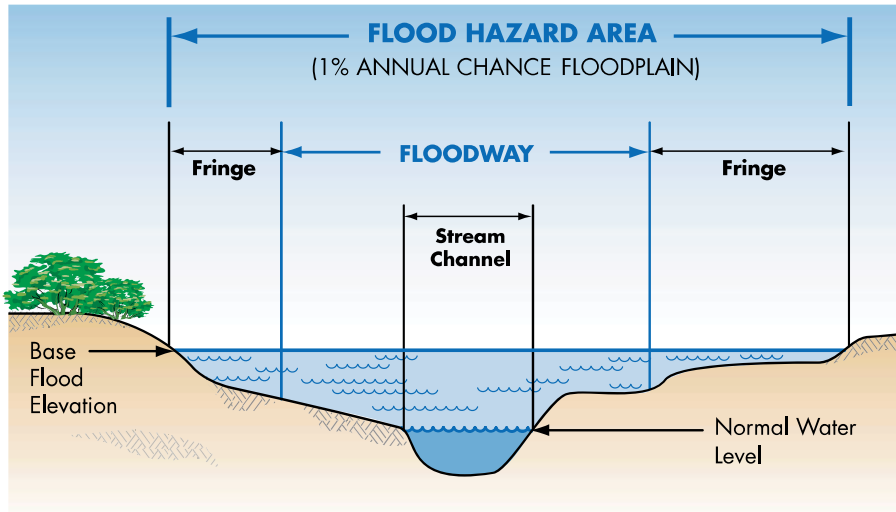 FLOOD HAZARD AREA
(1% ANNUAL CHANCE FLOODPLAIN)
Fringe
FLOODWAY
Fringe
Stream
Channel
Base
Flood
Elevation
Normal Water
Level